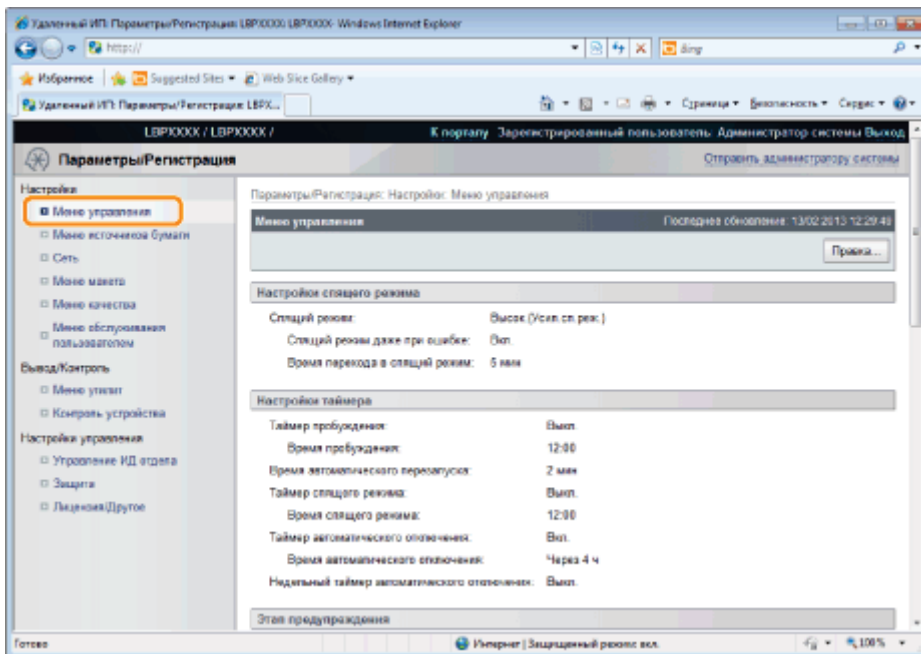 Удаленный ИП: Параметры/Регистрация: LBPXXXX: LBPXXXX - Windows Internet Explorer
http://
Bing
Избранное Suggested Sites Web Slice Gallery
Удаленный ИП: Параметры/Регистрация: LBPX... Страница Безопасность Сервис
LBPXXXX / LBPXXXX / К порталу Зарегистрированный пользователь: Администратор системы Выход
Параметры/Регистрация Отправить администратору системы
Настройки
Меню управления
Меню источников бумаги
Сеть
Меню макета
Меню качества
Меню обслуживания пользователем
Вывод/Контроль
Меню утилит
Контроль устройства
Настройки управления
Управление ИД отдела
Защита
Лицензия/Другое
Параметры/Регистрация: Настройки: Меню управления
Меню управления Последнее обновление: 13/02/2013 12:29:48
Правка...
Настройки спящего режима
Спящий режим: Высок.(Усил.сп.реж.)
Спящий режим даже при ошибке: Вкл.
Время перехода в спящий режим: 5 мин
Настройки таймера
Таймер пробуждения: Выкл.
Время пробуждения: 12:00
Время автоматического перезапуска: 2 мин
Таймер спящего режима: Выкл.
Время спящего режима: 12:00
Таймер автоматического отключения: Вкл.
Время автоматического отключения: Через 4 ч
Недельный таймер автоматического отключения: Выкл.
Этап предупреждения
Готово Интернет | Защищенный режим: вкл. 100%